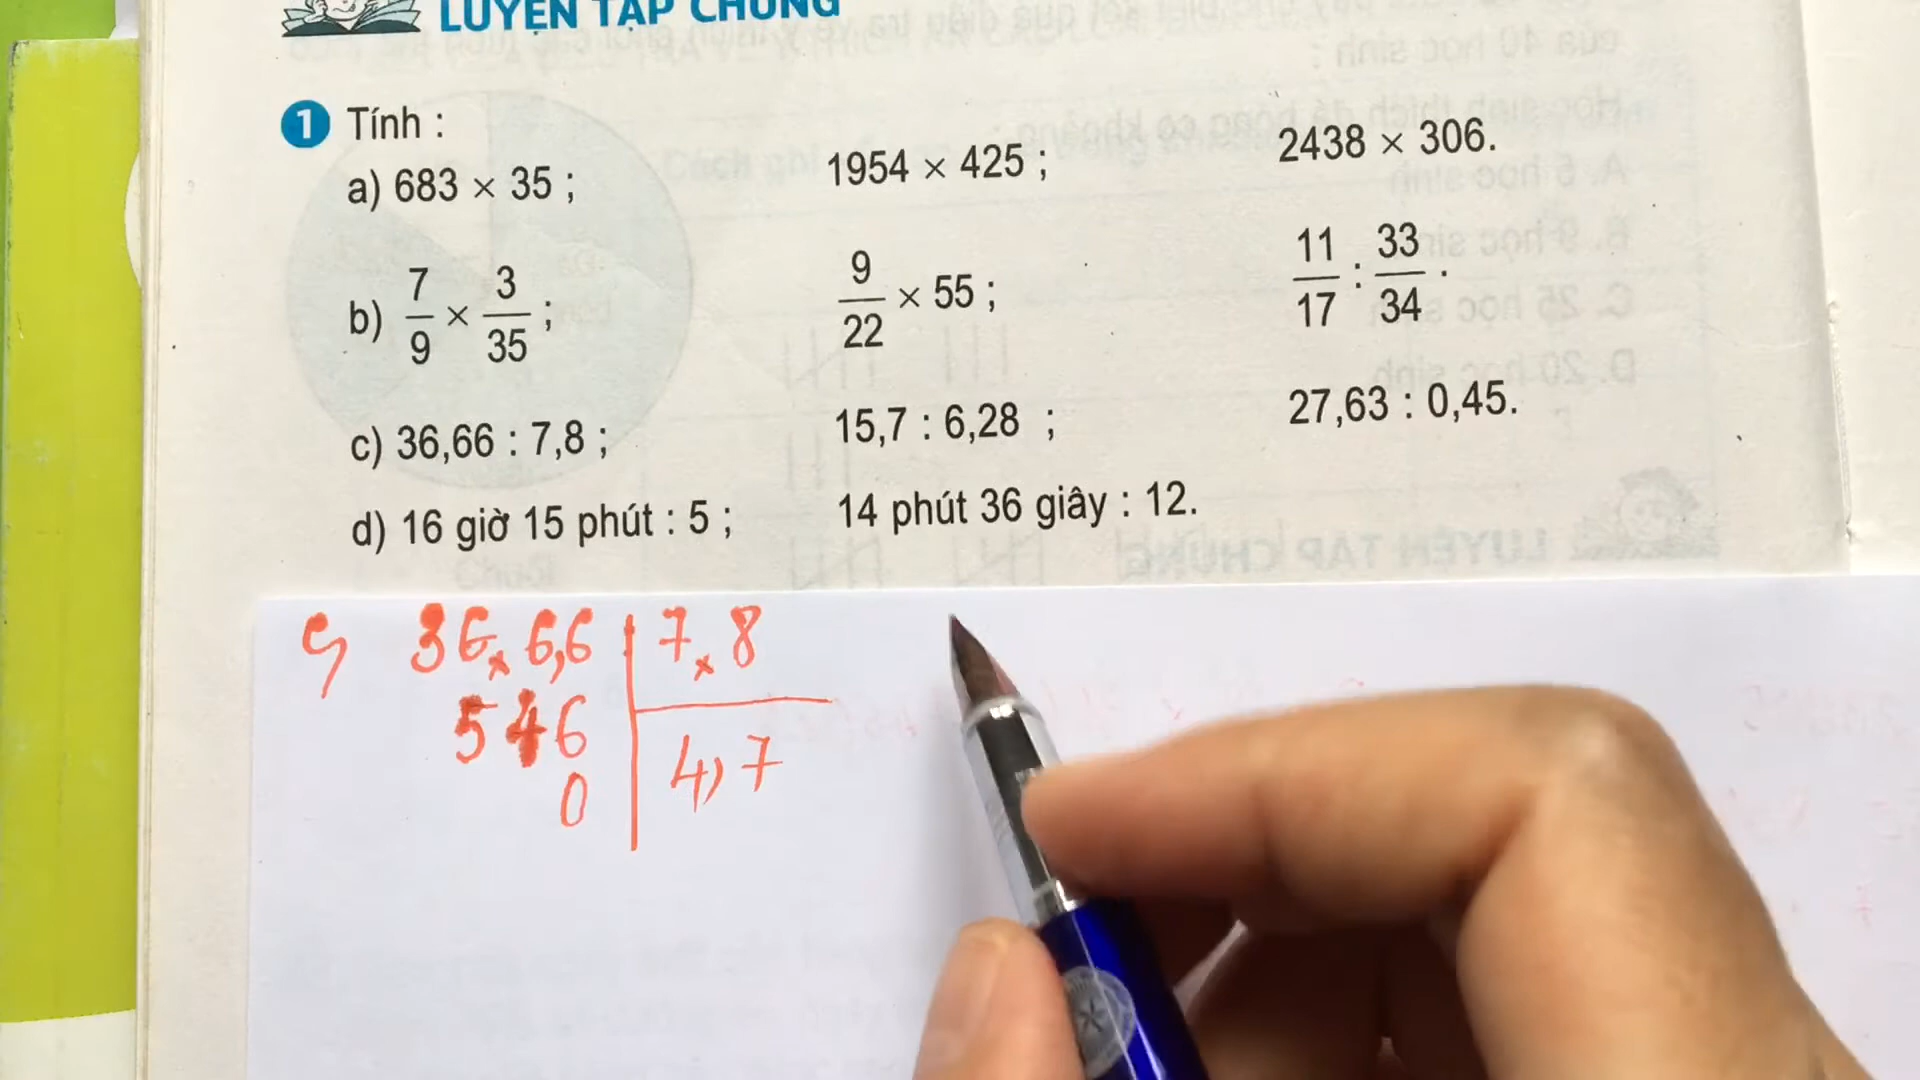 LUYỆN TẬP CHUNG
1 Tính :
a) 683 × 35 ; 1954 × 425 ; 2438 × 306.
b) 7/9 × 3/35 ; 9/22 × 55 ; 11/17 : 33/34 .
c) 36,66 : 7,8 ; 15,7 : 6,28 ; 27,63 : 0,45.
d) 16 giờ 15 phút : 5 ; 14 phút 36 giây : 12.
c) 36,6,6 7,8
546 4,7
0